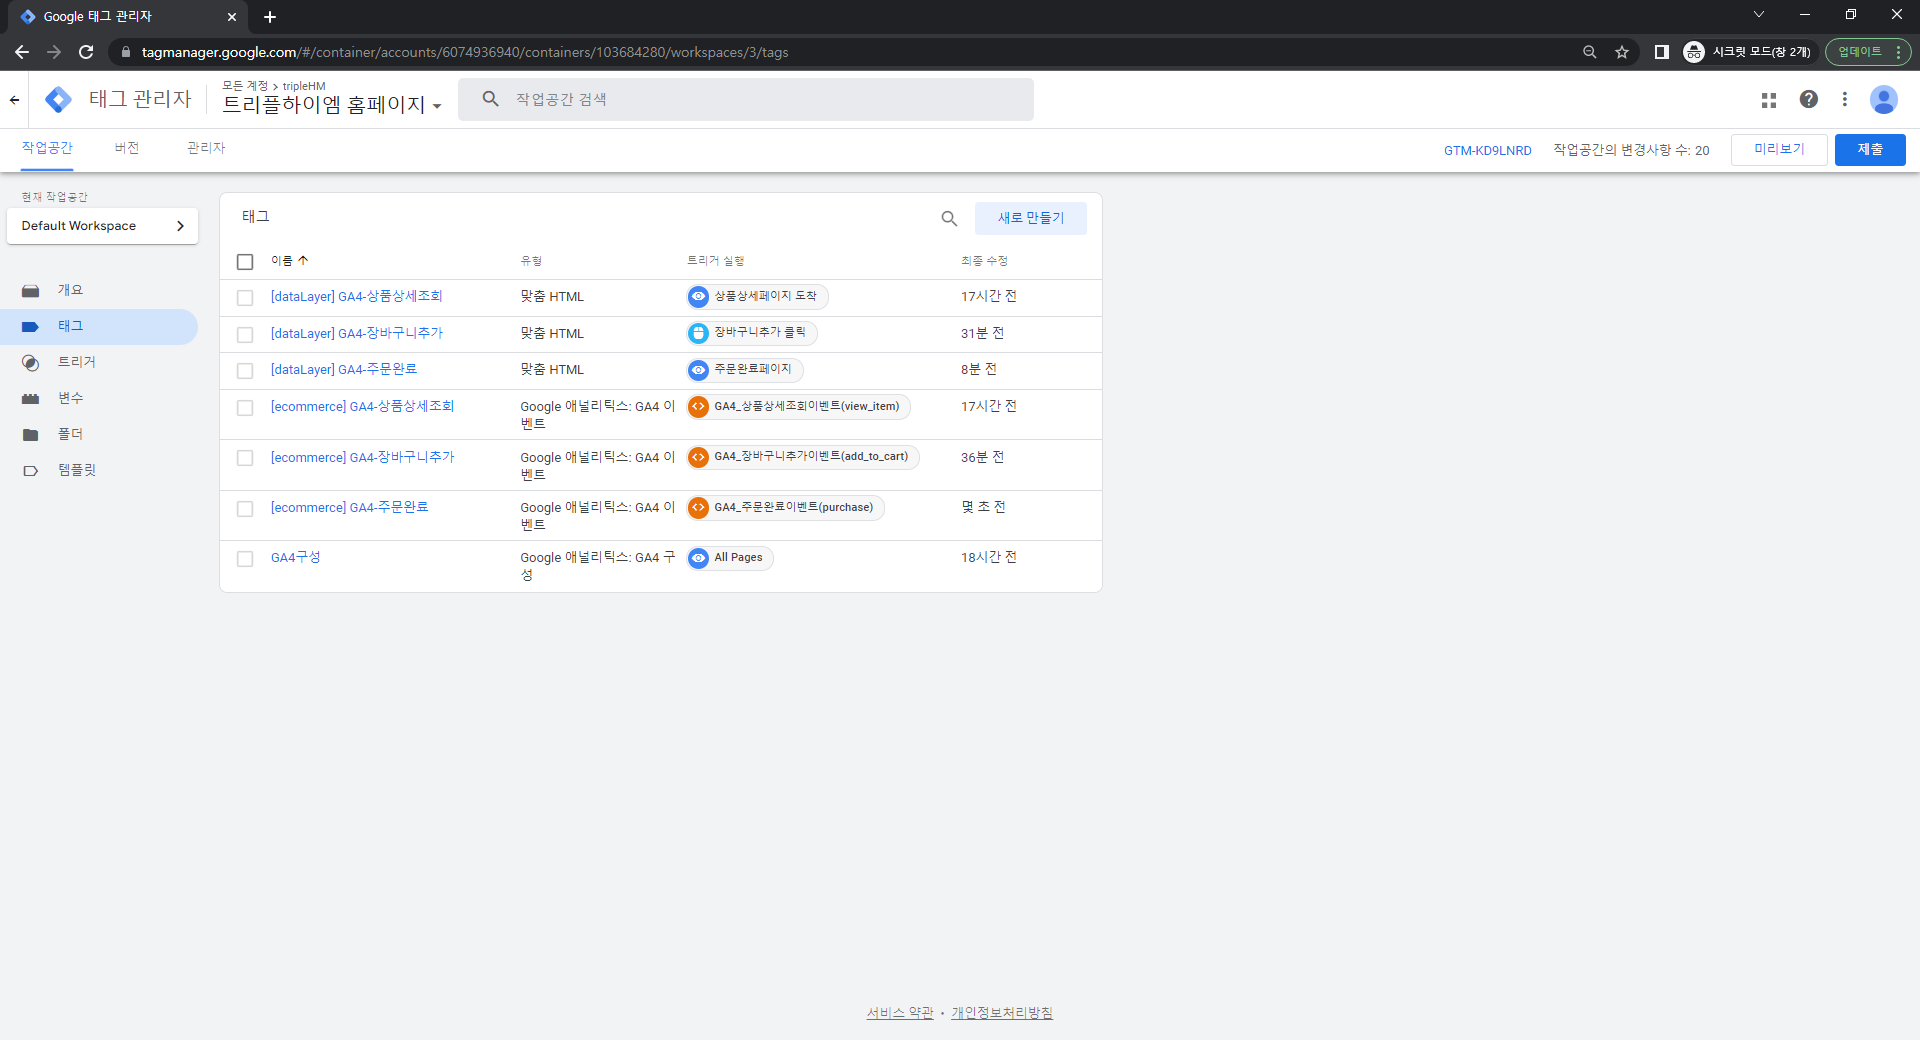 Google 태그 관리자
tagmanager.google.com/#/container/accounts/6074936940/containers/103684280/workspaces/3/tags
시크릿 모드(창 2개)
업데이트
태그 관리자
모든 계정 > tripleHM
트리플하이엠 홈페이지
작업공간 검색
작업공간 버전 관리자
GTM-KD9LNRD 작업공간의 변경사항 수: 20 미리보기 제출
현재 작업공간
Default Workspace
개요
태그
트리거
변수
폴더
템플릿
태그
새로 만들기
이름 유형 트리거 실행 최종 수정
[dataLayer] GA4-상품상세조회 맞춤 HTML 상품상세페이지 도착 17시간 전
[dataLayer] GA4-장바구니추가 맞춤 HTML 장바구니추가 클릭 31분 전
[dataLayer] GA4-주문완료 맞춤 HTML 주문완료페이지 8분 전
[ecommerce] GA4-상품상세조회 Google 애널리틱스: GA4 이 GA4_상품상세조회이벤트(view_item) 17시간 전
벤트
[ecommerce] GA4-장바구니추가 Google 애널리틱스: GA4 이 GA4_장바구니추가이벤트(add_to_cart) 36분 전
벤트
[ecommerce] GA4-주문완료 Google 애널리틱스: GA4 이 GA4_주문완료이벤트(purchase) 몇 초 전
벤트
GA4구성 Google 애널리틱스: GA4 구 All Pages 18시간 전
성
서비스 약관 • 개인정보처리방침